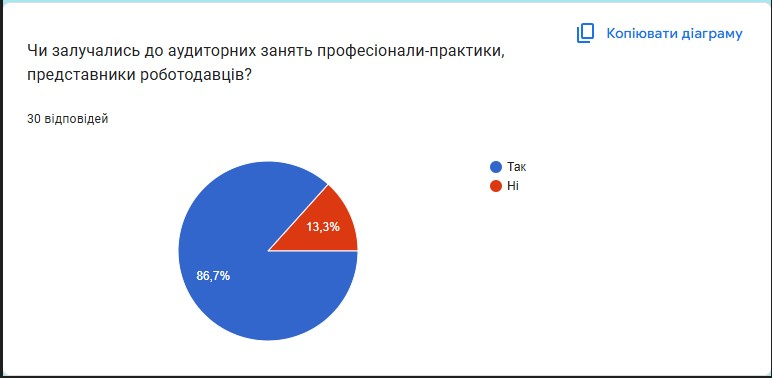 Копіювати діаграму
Чи залучались до аудиторних занять професіонали-практики,
представники роботодавців?
30 відповідей
Так
Ні
13,3%
86,7%